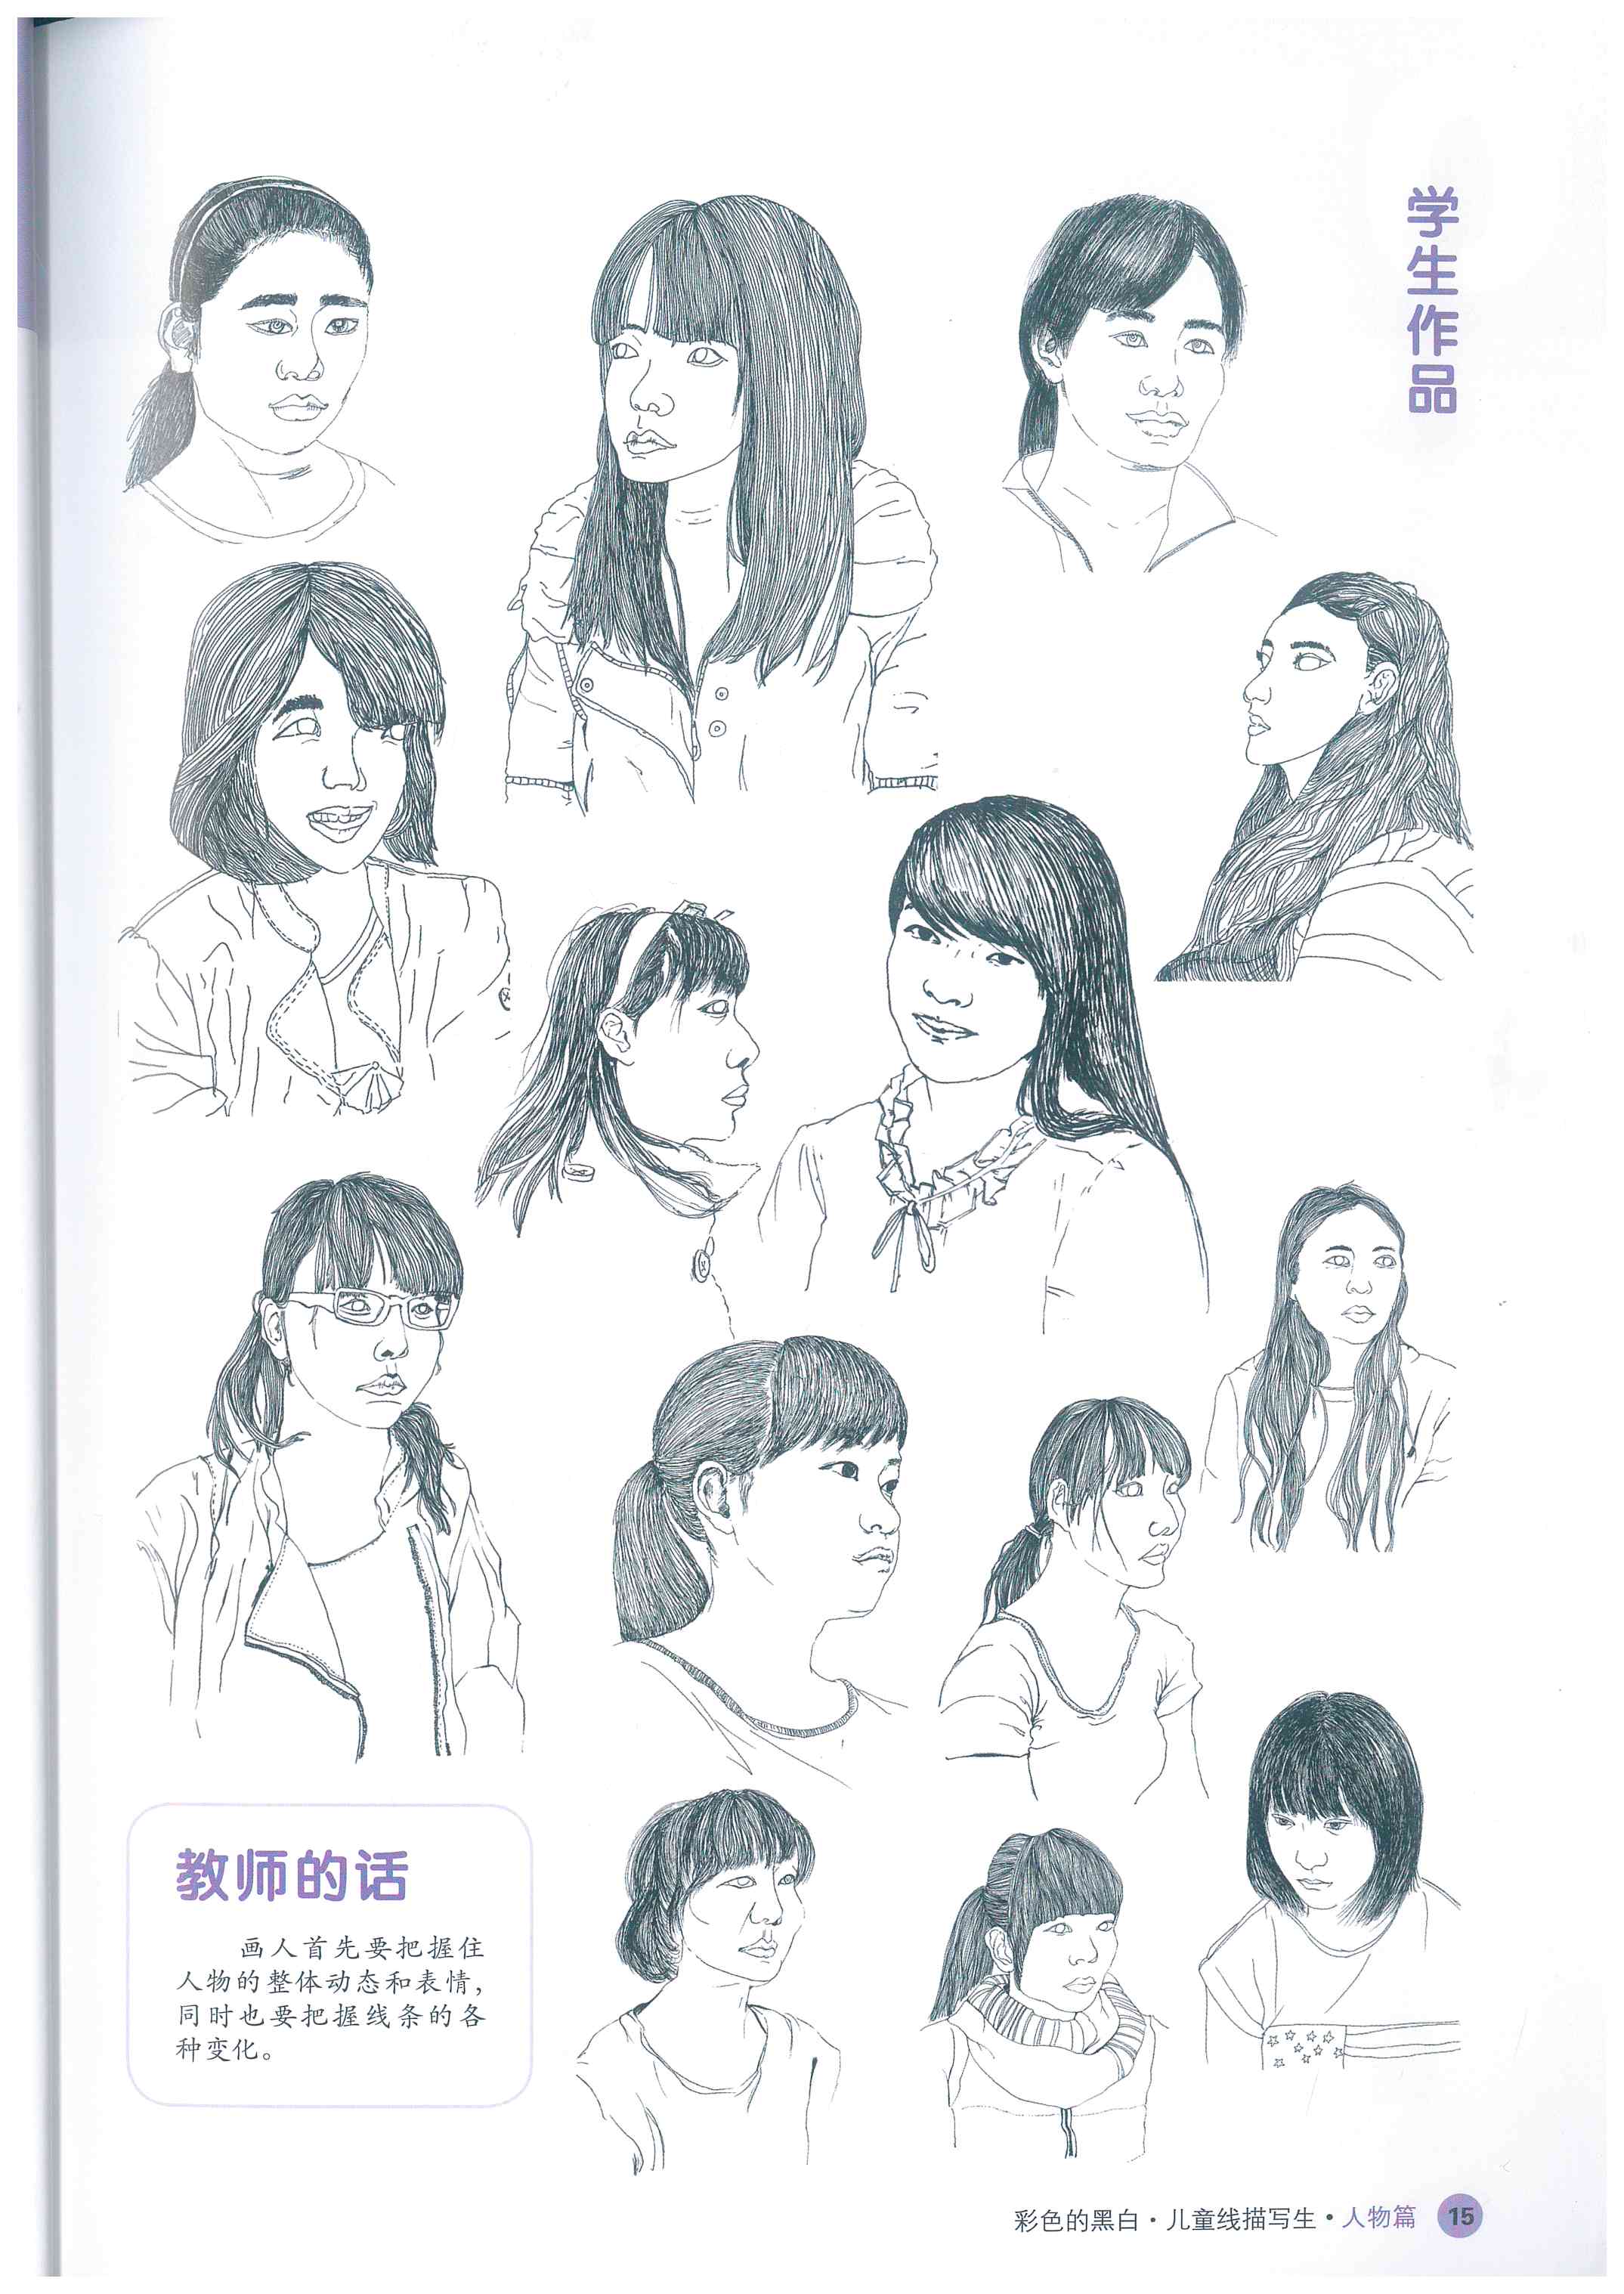 学生作品
教师的话
画人首先要把握住
人物的整体动态和表情，
同时也要把握线条的各
种变化。
彩色的黑白·儿童线描写生·人物篇 15